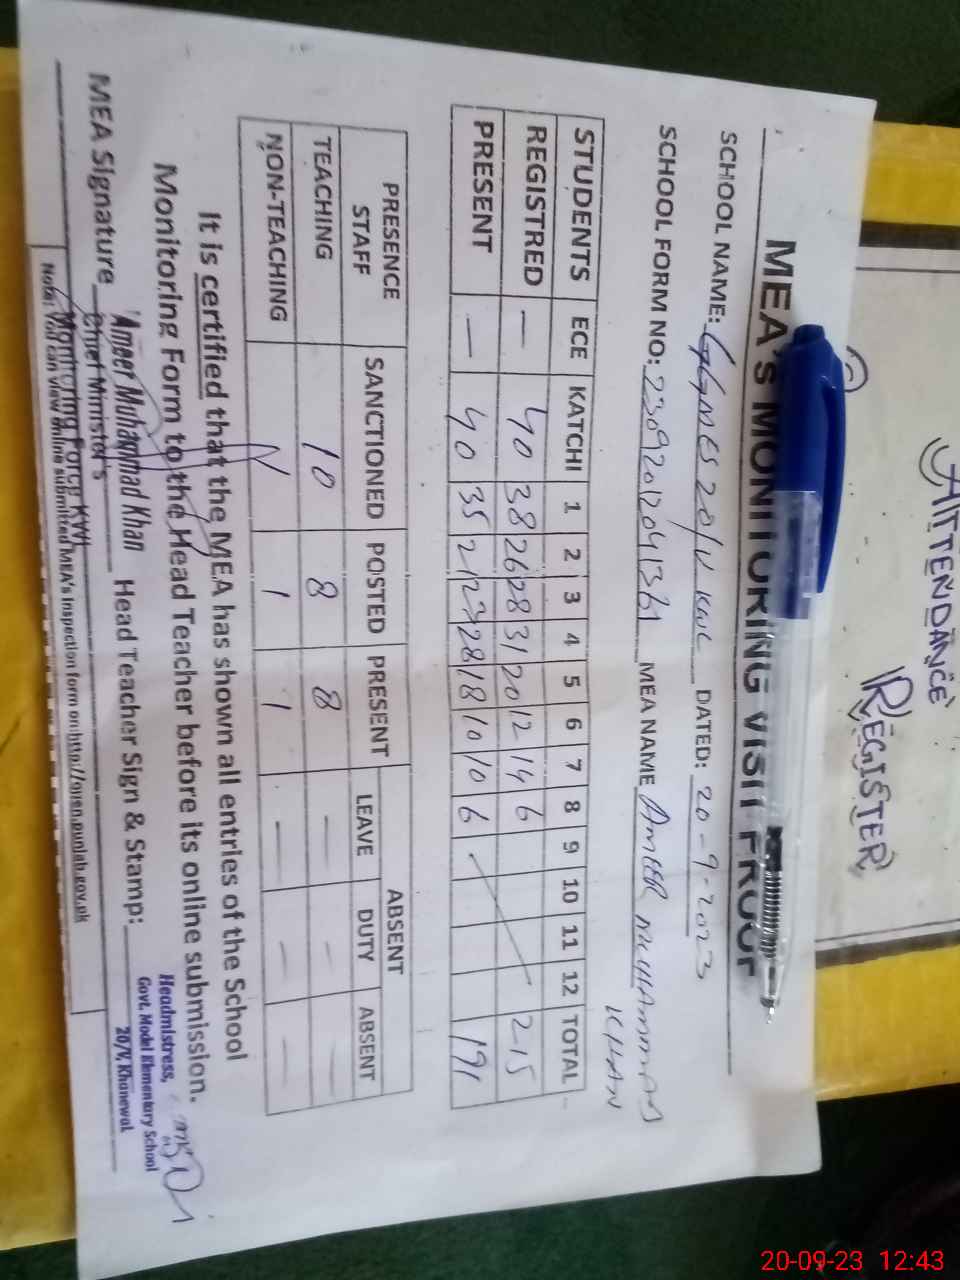 ATTENDANCE
REGISTER
MEA'S MONITORING VISIT PROOF
SCHOOL NAME: GGMES 20/V KWL DATED: 20-9-2023
SCHOOL FORM NO: MEA NAME AMEER MUHAMMAD
KHAN
STUDENTS ECE KATCHI 1 2 3 4 5 6 7 8 9 10 11 12 TOTAL
REGISTRED — 40 38 26 28 31 20 12 14 6 215
PRESENT — 40 35 28 18 10 10 6 191
PRESENCE ABSENT
STAFF SANCTIONED POSTED PRESENT LEAVE DUTY ABSENT
TEACHING 10 8 8 — — —
NON-TEACHING 1 1 1 — — —
It is certified that the MEA has shown all entries of the School
Monitoring Form to the Head Teacher before its online submission.
MEA Signature Head Teacher Sign & Stamp:
Ameer Muhammad Khan
Chief Minister's
Monitoring Force KWL
Headmistress,
Govt. Model Elementary School
20/V, Khanewal
Note: You can view online submitted MEA's Inspection form on: http://open.punjab.gov.pk
20-09-23 12:43